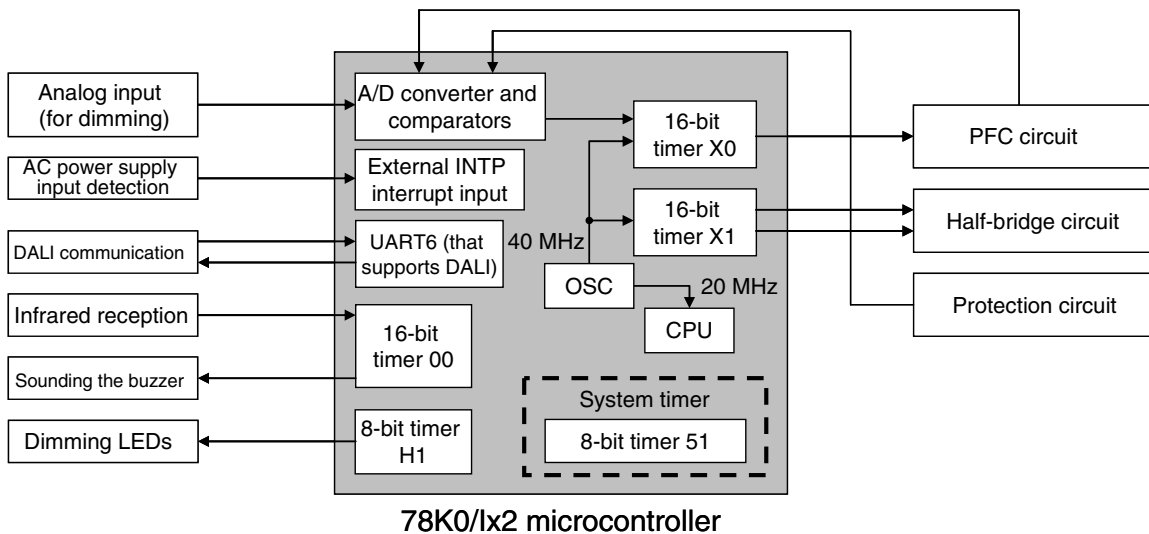 Analog input
(for dimming)
AC power supply
input detection
DALI communication
Infrared reception
Sounding the buzzer
Dimming LEDs
A/D converter and
comparators
External INTP
interrupt input
UART6 (that
supports DALI)
16-bit
timer 00
8-bit timer
H1
16-bit
timer X0
16-bit
timer X1
40 MHz
OSC
20 MHz
CPU
System timer
8-bit timer 51
PFC circuit
Half-bridge circuit
Protection circuit
78K0/Ix2 microcontroller